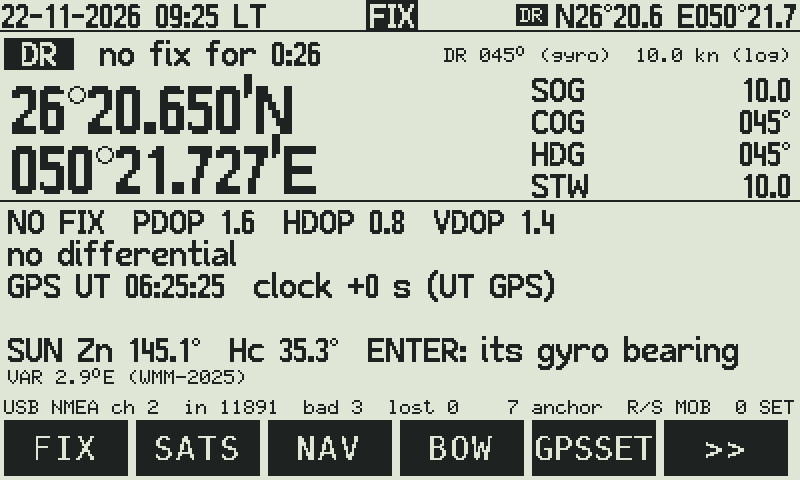 22-11-2026 09:25 LT FIX DR N26°20.6 E050°21.7
DR no fix for 0:26 DR 045° (gyro) 10.0 kn (log)
26°20.650'N
050°21.727'E
SOG 10.0
COG 045°
HDG 045°
STW 10.0
NO FIX PDOP 1.6 HDOP 0.8 VDOP 1.4
no differential
GPS UT 06:25:25 clock +0 s (UT GPS)
SUN Zn 145.1° Hc 35.3° ENTER: its gyro bearing
VAR 2.9°E (WMM-2025)
USB NMEA ch 2 in 11891 bad 3 lost 0 7 anchor R/S MOB 0 SET
FIX SATS NAV BOW GPSSET >>